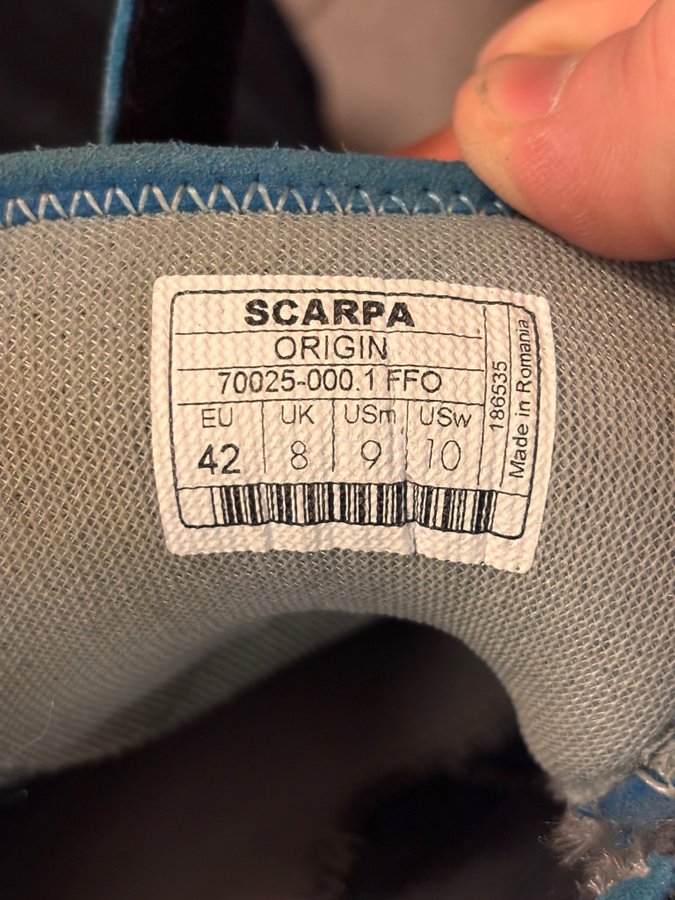 SCARPA
ORIGIN
70025-000.1 FFO
EU UK USm USw
42 8 9 10
186535
Made in Romania